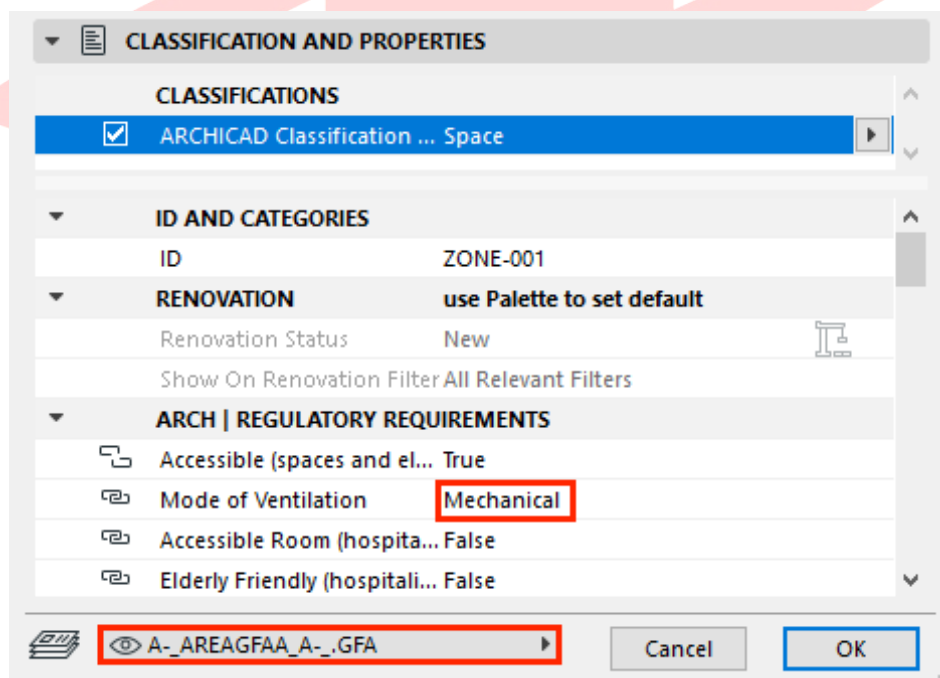 CLASSIFICATION AND PROPERTIES
CLASSIFICATIONS
ARCHICAD Classification ... Space
ID AND CATEGORIES
ID ZONE-001
RENOVATION use Palette to set default
Renovation Status New
Show On Renovation Filter All Relevant Filters
ARCH | REGULATORY REQUIREMENTS
Accessible (spaces and el... True
Mode of Ventilation Mechanical
Accessible Room (hospita... False
Elderly Friendly (hospitali... False
A-_AREAGFAA_A-_.GFA Cancel OK